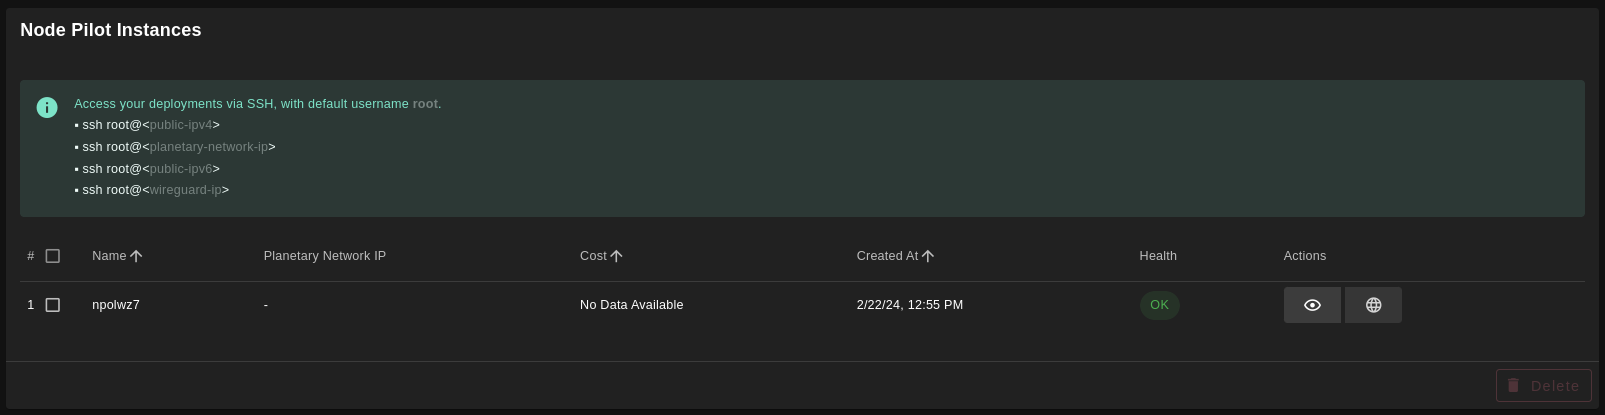 Node Pilot Instances
Access your deployments via SSH, with default username root.
▪ ssh root@<public-ipv4>
▪ ssh root@<planetary-network-ip>
▪ ssh root@<public-ipv6>
▪ ssh root@<wireguard-ip>
# Name Planetary Network IP Cost Created At Health Actions
1 npolwz7 - No Data Available 2/22/24, 12:55 PM OK
Delete